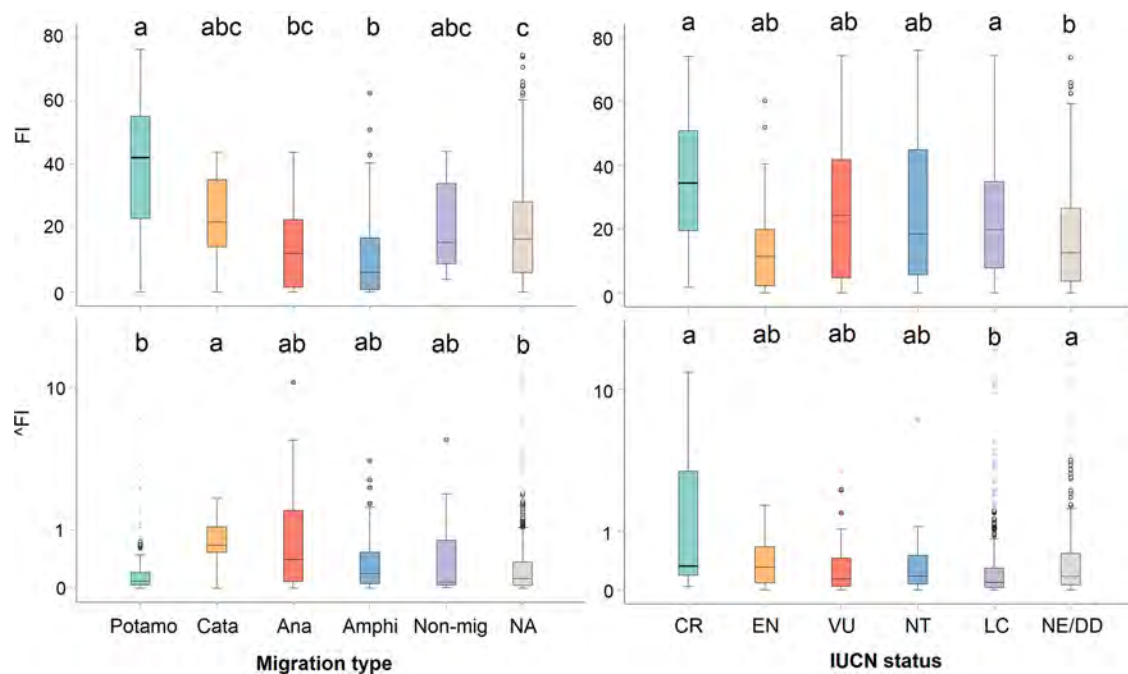 a abc bc b abc c
80
60
40
20
0
FI
a ab ab ab a b
80
60
40
20
0
b a ab ab ab b
10
1
0
^FI
a ab ab ab b a
10
1
0
Potamo Cata Ana Amphi Non-mig NA
Migration type
CR EN VU NT LC NE/DD
IUCN status